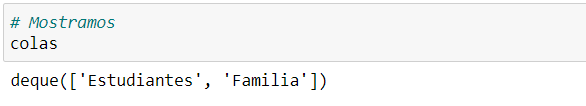 # Mostramos
colas
deque(['Estudiantes', 'Familia'])